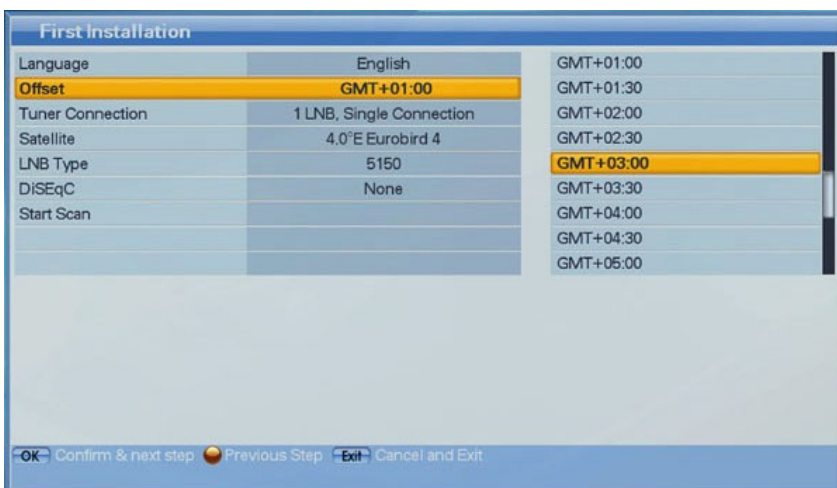 First Installation
Language English
Offset GMT+01:00
Tuner Connection 1 LNB, Single Connection
Satellite 4.0°E Eurobird 4
LNB Type 5150
DiSEqC None
Start Scan
GMT+01:00
GMT+01:30
GMT+02:00
GMT+02:30
GMT+03:00
GMT+03:30
GMT+04:00
GMT+04:30
GMT+05:00
OK Confirm & next step Previous Step Exit Cancel and Exit